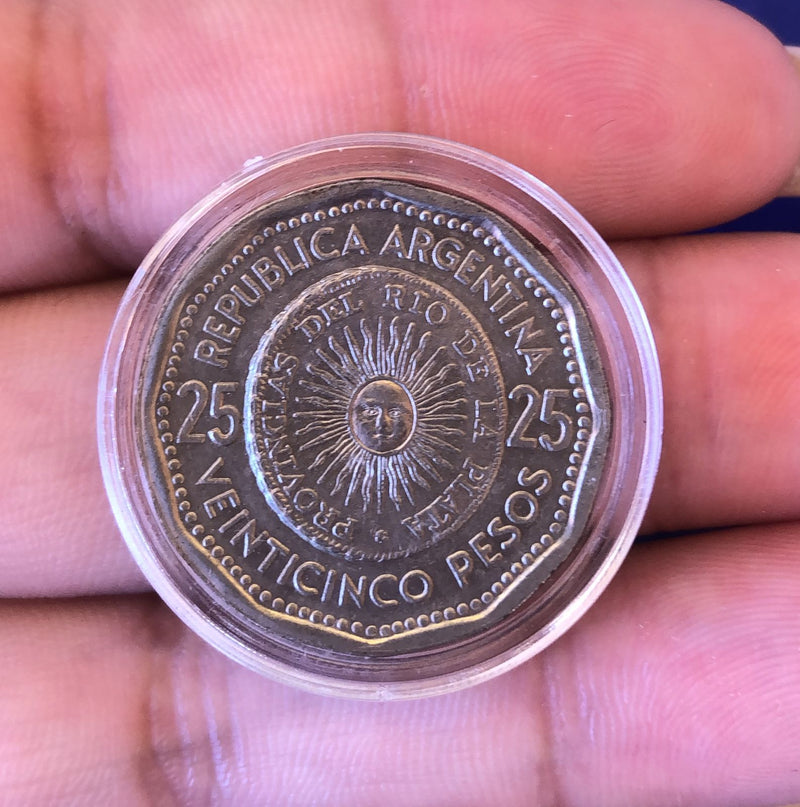 REPUBLICA ARGENTINA
25
25
VEINTICINCO PESOS
PROVINCIAS DEL RIO DE LA PLATA